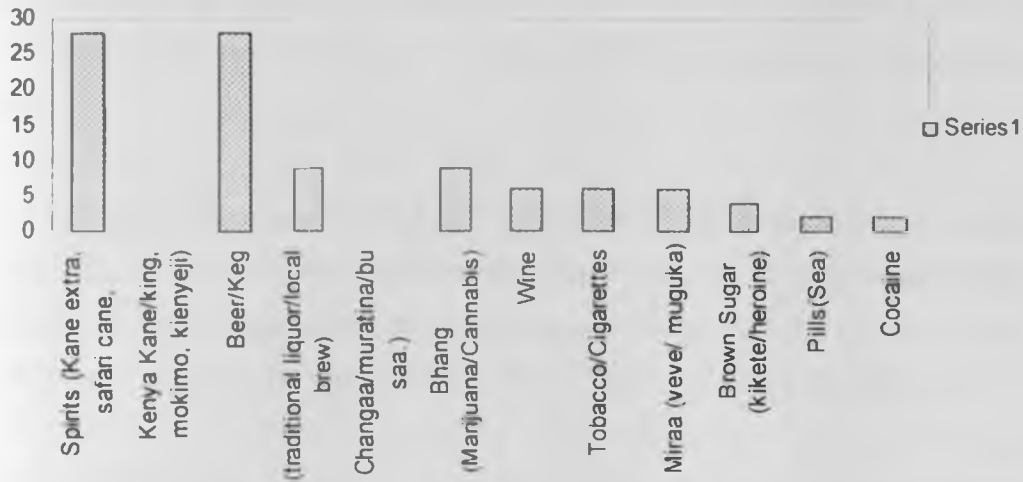 30
25
20
15
10
5
0
Series1
Spirits (Kane extra,
safari cane,
Kenya Kane/king,
mokimo, kienyeji)
Beer/Keg
(traditional liquor/local
brew)
Changaa/muratina/bu
saa.)
Bhang
(Marijuana/Cannabis)
Wine
Tobacco/Cigarettes
Miraa (veve/ muguka)
Brown Sugar
(kikete/heroine)
Pills(Sea)
Cocaine